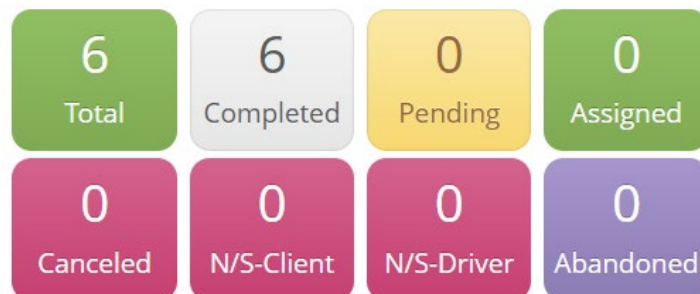 6 6 0 0
Total Completed Pending Assigned
0 0 0 0
Canceled N/S-Client N/S-Driver Abandoned